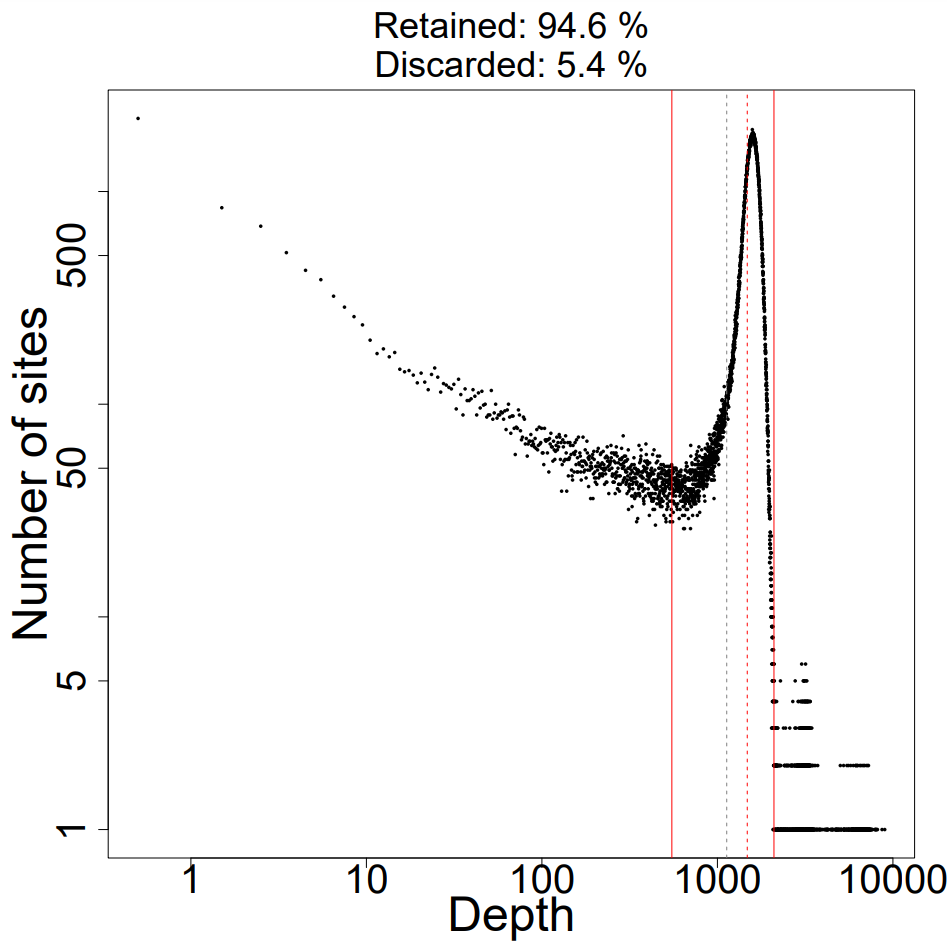 Retained: 94.6 %
Discarded: 5.4 %
Number of sites
500
50
5
1
1
10
100
1000
10000
Depth